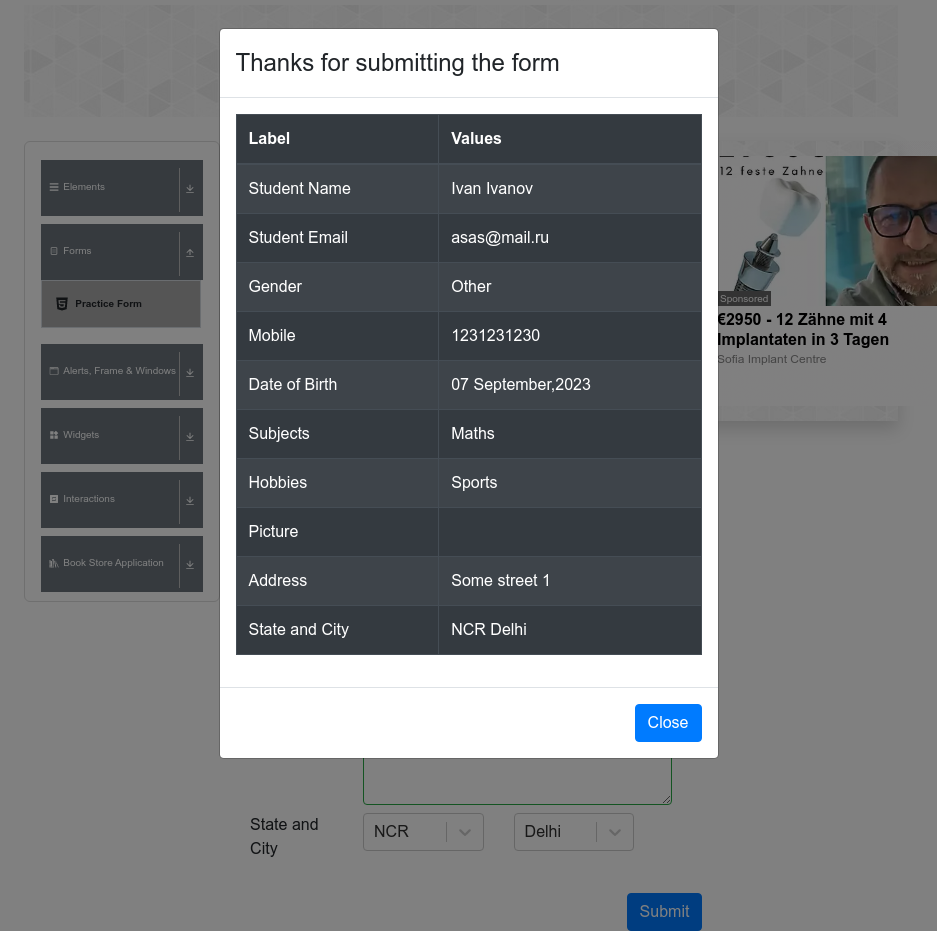 Thanks for submitting the form
Label Values
Student Name Ivan Ivanov
Student Email asas@mail.ru
Gender Other
Mobile 1231231230
Date of Birth 07 September,2023
Subjects Maths
Hobbies Sports
Picture
Address Some street 1
State and City NCR Delhi
Close
Elements
Forms
Practice Form
Alerts, Frame & Windows
Widgets
Interactions
Book Store Application
12 feste Zahne
Sponsored
€2950 - 12 Zähne mit 4
Implantaten in 3 Tagen
Sofia Implant Centre
State and
City
NCR
Delhi
Submit